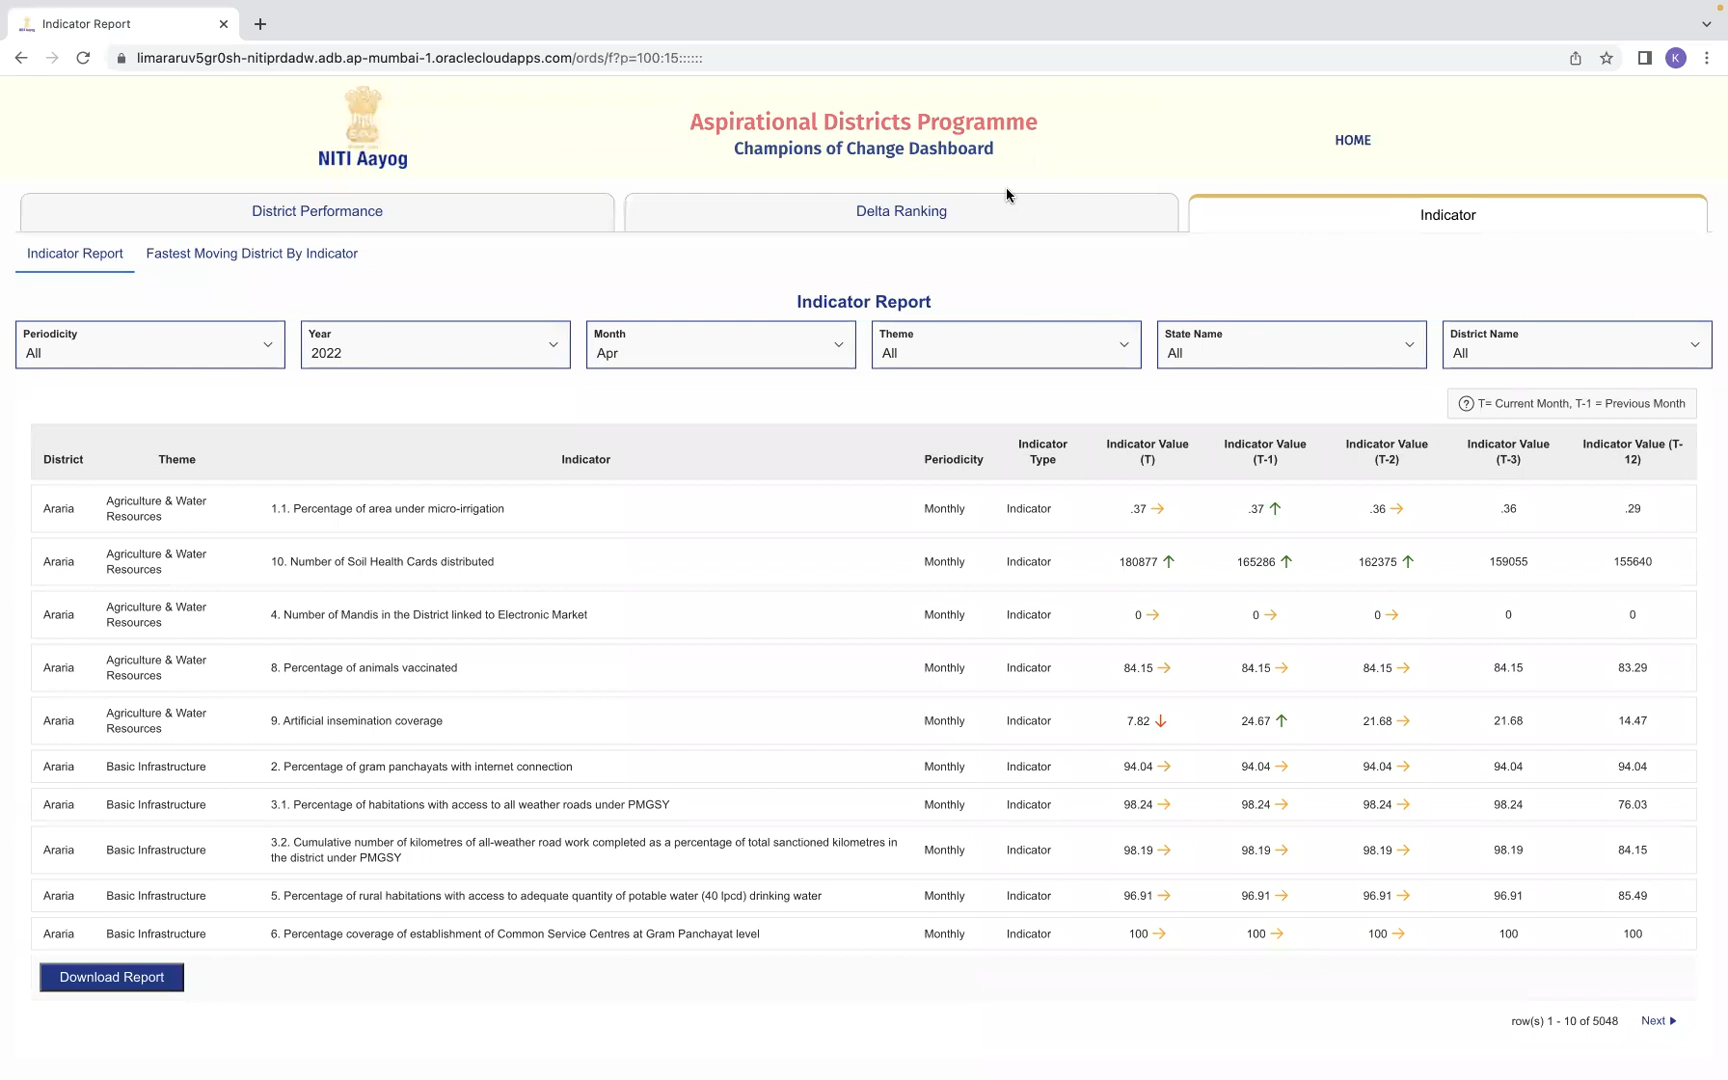 Indicator Report
limararuv5gr0sh-nitiprdadw.adb.ap-mumbai-1.oraclecloudapps.com/ords/f?p=100:15::::::
K
NITI Aayog
Aspirational Districts Programme
Champions of Change Dashboard
HOME
District Performance
Delta Ranking
Indicator
Indicator Report
Fastest Moving District By Indicator
Indicator Report
Periodicity
All
Year
2022
Month
Apr
Theme
All
State Name
All
District Name
All
T= Current Month, T-1 = Previous Month
District Theme Indicator Periodicity Indicator Type Indicator Value (T) Indicator Value (T-1) Indicator Value (T-2) Indicator Value (T-3) Indicator Value (T-12)
Araria Agriculture & Water Resources 1.1. Percentage of area under micro-irrigation Monthly Indicator .37 → .37 ↑ .36 → .36 .29
Araria Agriculture & Water Resources 10. Number of Soil Health Cards distributed Monthly Indicator 180877 ↑ 165286 ↑ 162375 ↑ 159055 155640
Araria Agriculture & Water Resources 4. Number of Mandis in the District linked to Electronic Market Monthly Indicator 0 → 0 → 0 → 0 0
Araria Agriculture & Water Resources 8. Percentage of animals vaccinated Monthly Indicator 84.15 → 84.15 → 84.15 → 84.15 83.29
Araria Agriculture & Water Resources 9. Artificial insemination coverage Monthly Indicator 7.82 ↓ 24.67 ↑ 21.68 → 21.68 14.47
Araria Basic Infrastructure 2. Percentage of gram panchayats with internet connection Monthly Indicator 94.04 → 94.04 → 94.04 → 94.04 94.04
Araria Basic Infrastructure 3.1. Percentage of habitations with access to all weather roads under PMGSY Monthly Indicator 98.24 → 98.24 → 98.24 → 98.24 76.03
Araria Basic Infrastructure 3.2. Cumulative number of kilometres of all-weather road work completed as a percentage of total sanctioned kilometres in the district under PMGSY Monthly Indicator 98.19 → 98.19 → 98.19 → 98.19 84.15
Araria Basic Infrastructure 5. Percentage of rural habitations with access to adequate quantity of potable water (40 lpcd) drinking water Monthly Indicator 96.91 → 96.91 → 96.91 → 96.91 85.49
Araria Basic Infrastructure 6. Percentage coverage of establishment of Common Service Centres at Gram Panchayat level Monthly Indicator 100 → 100 → 100 → 100 100
Download Report
row(s) 1 - 10 of 5048 Next